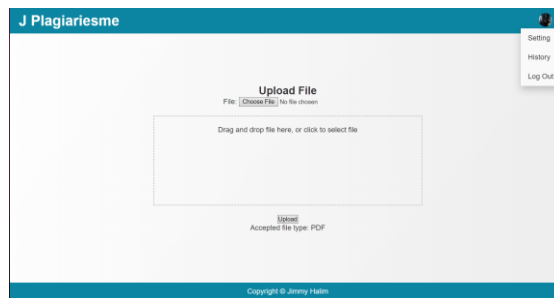 J Plagiariesme
Setting
History
Log Out
Upload File
File: Choose File No file chosen
Drag and drop file here, or click to select file
Upload
Accepted file type: PDF
Copyright © Jimmy Halim